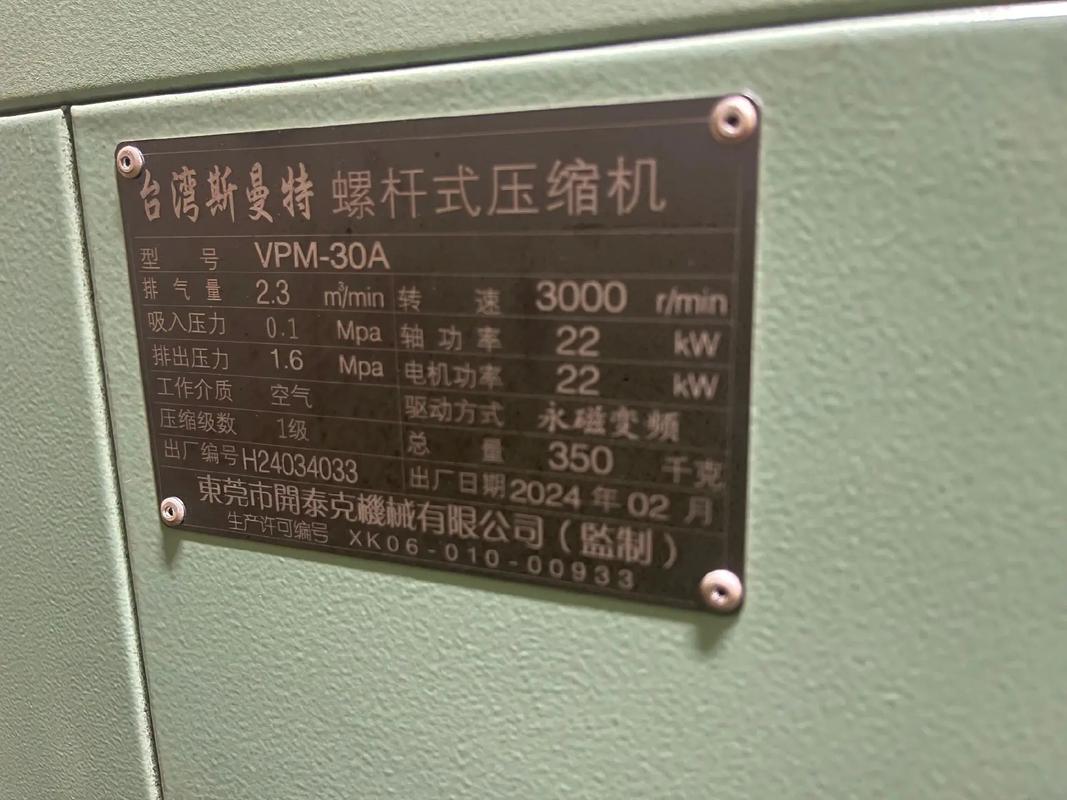 台湾斯曼特 螺杆式压缩机
型 号 VPM-30A
排气量 2.3 m³/min 转 速 3000 r/min
吸入压力 0.1 Mpa 轴功率 22 kW
排出压力 1.6 Mpa 电机功率 22 kW
工作介质 空气 驱动方式 永磁变频
压缩级数 1级 总 量 350 千克
出厂编号 H24034033 出厂日期 2024 年 02 月
東莞市開泰克機械有限公司（監制）
生产许可编号 XK06-010-00933